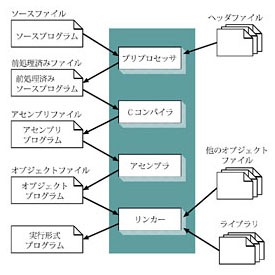 ソースファイル
ソースプログラム
ヘッダファイル
プリプロセッサ
前処理済みファイル
前処理済み
ソースプログラム
Cコンパイラ
アセンブリファイル
アセンブリ
プログラム
アセンブラ
オブジェクトファイル
オブジェクト
プログラム
他のオブジェクト
ファイル
リンカー
実行形式
プログラム
ライブラリ